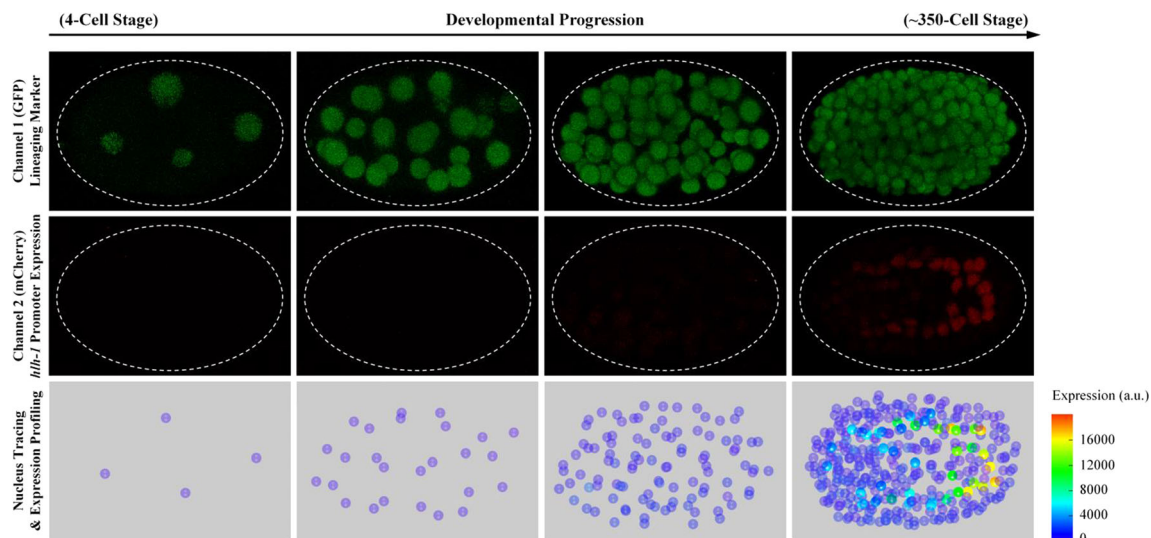 (4-Cell Stage)
Developmental Progression
(~350-Cell Stage)
Channel 1 (GFP)
Lineaging Marker
Channel 2 (mCherry)
hlh-1 Promoter Expression
Nucleus Tracing
& Expression Profiling
Expression (a.u.)
16000
12000
8000
4000
0